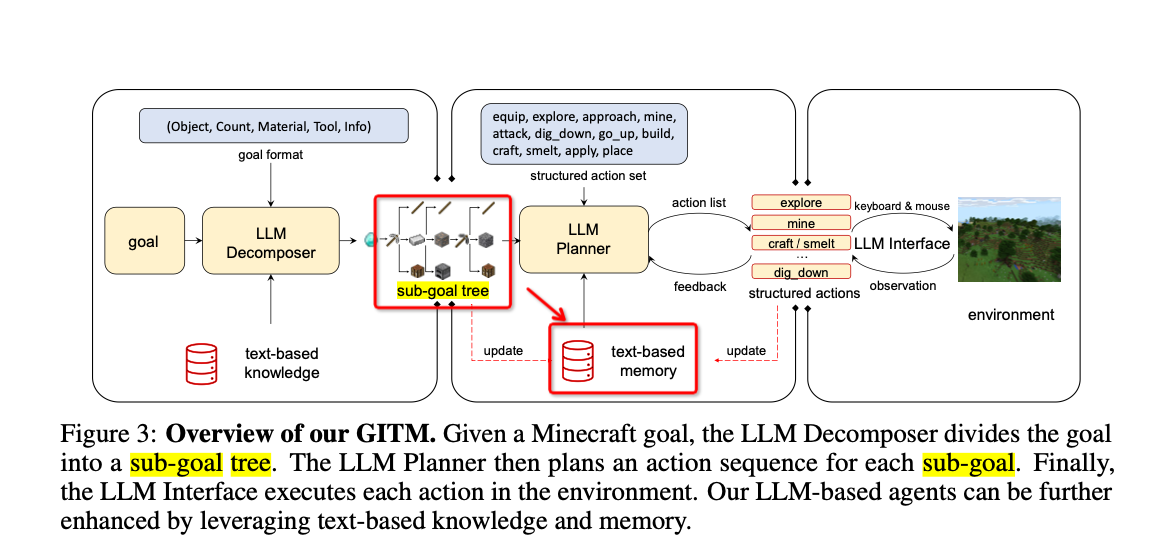 (Object, Count, Material, Tool, Info)
goal format
goal
LLM
Decomposer
text-based
knowledge
sub-goal tree
equip, explore, approach, mine,
attack, dig_down, go_up, build,
craft, smelt, apply, place
structured action set
LLM
Planner
update
text-based
memory
update
action list
feedback
explore
mine
craft / smelt
...
dig_down
structured actions
keyboard & mouse
LLM Interface
observation
environment
Figure 3: Overview of our GITM. Given a Minecraft goal, the LLM Decomposer divides the goal
into a sub-goal tree. The LLM Planner then plans an action sequence for each sub-goal. Finally,
the LLM Interface executes each action in the environment. Our LLM-based agents can be further
enhanced by leveraging text-based knowledge and memory.